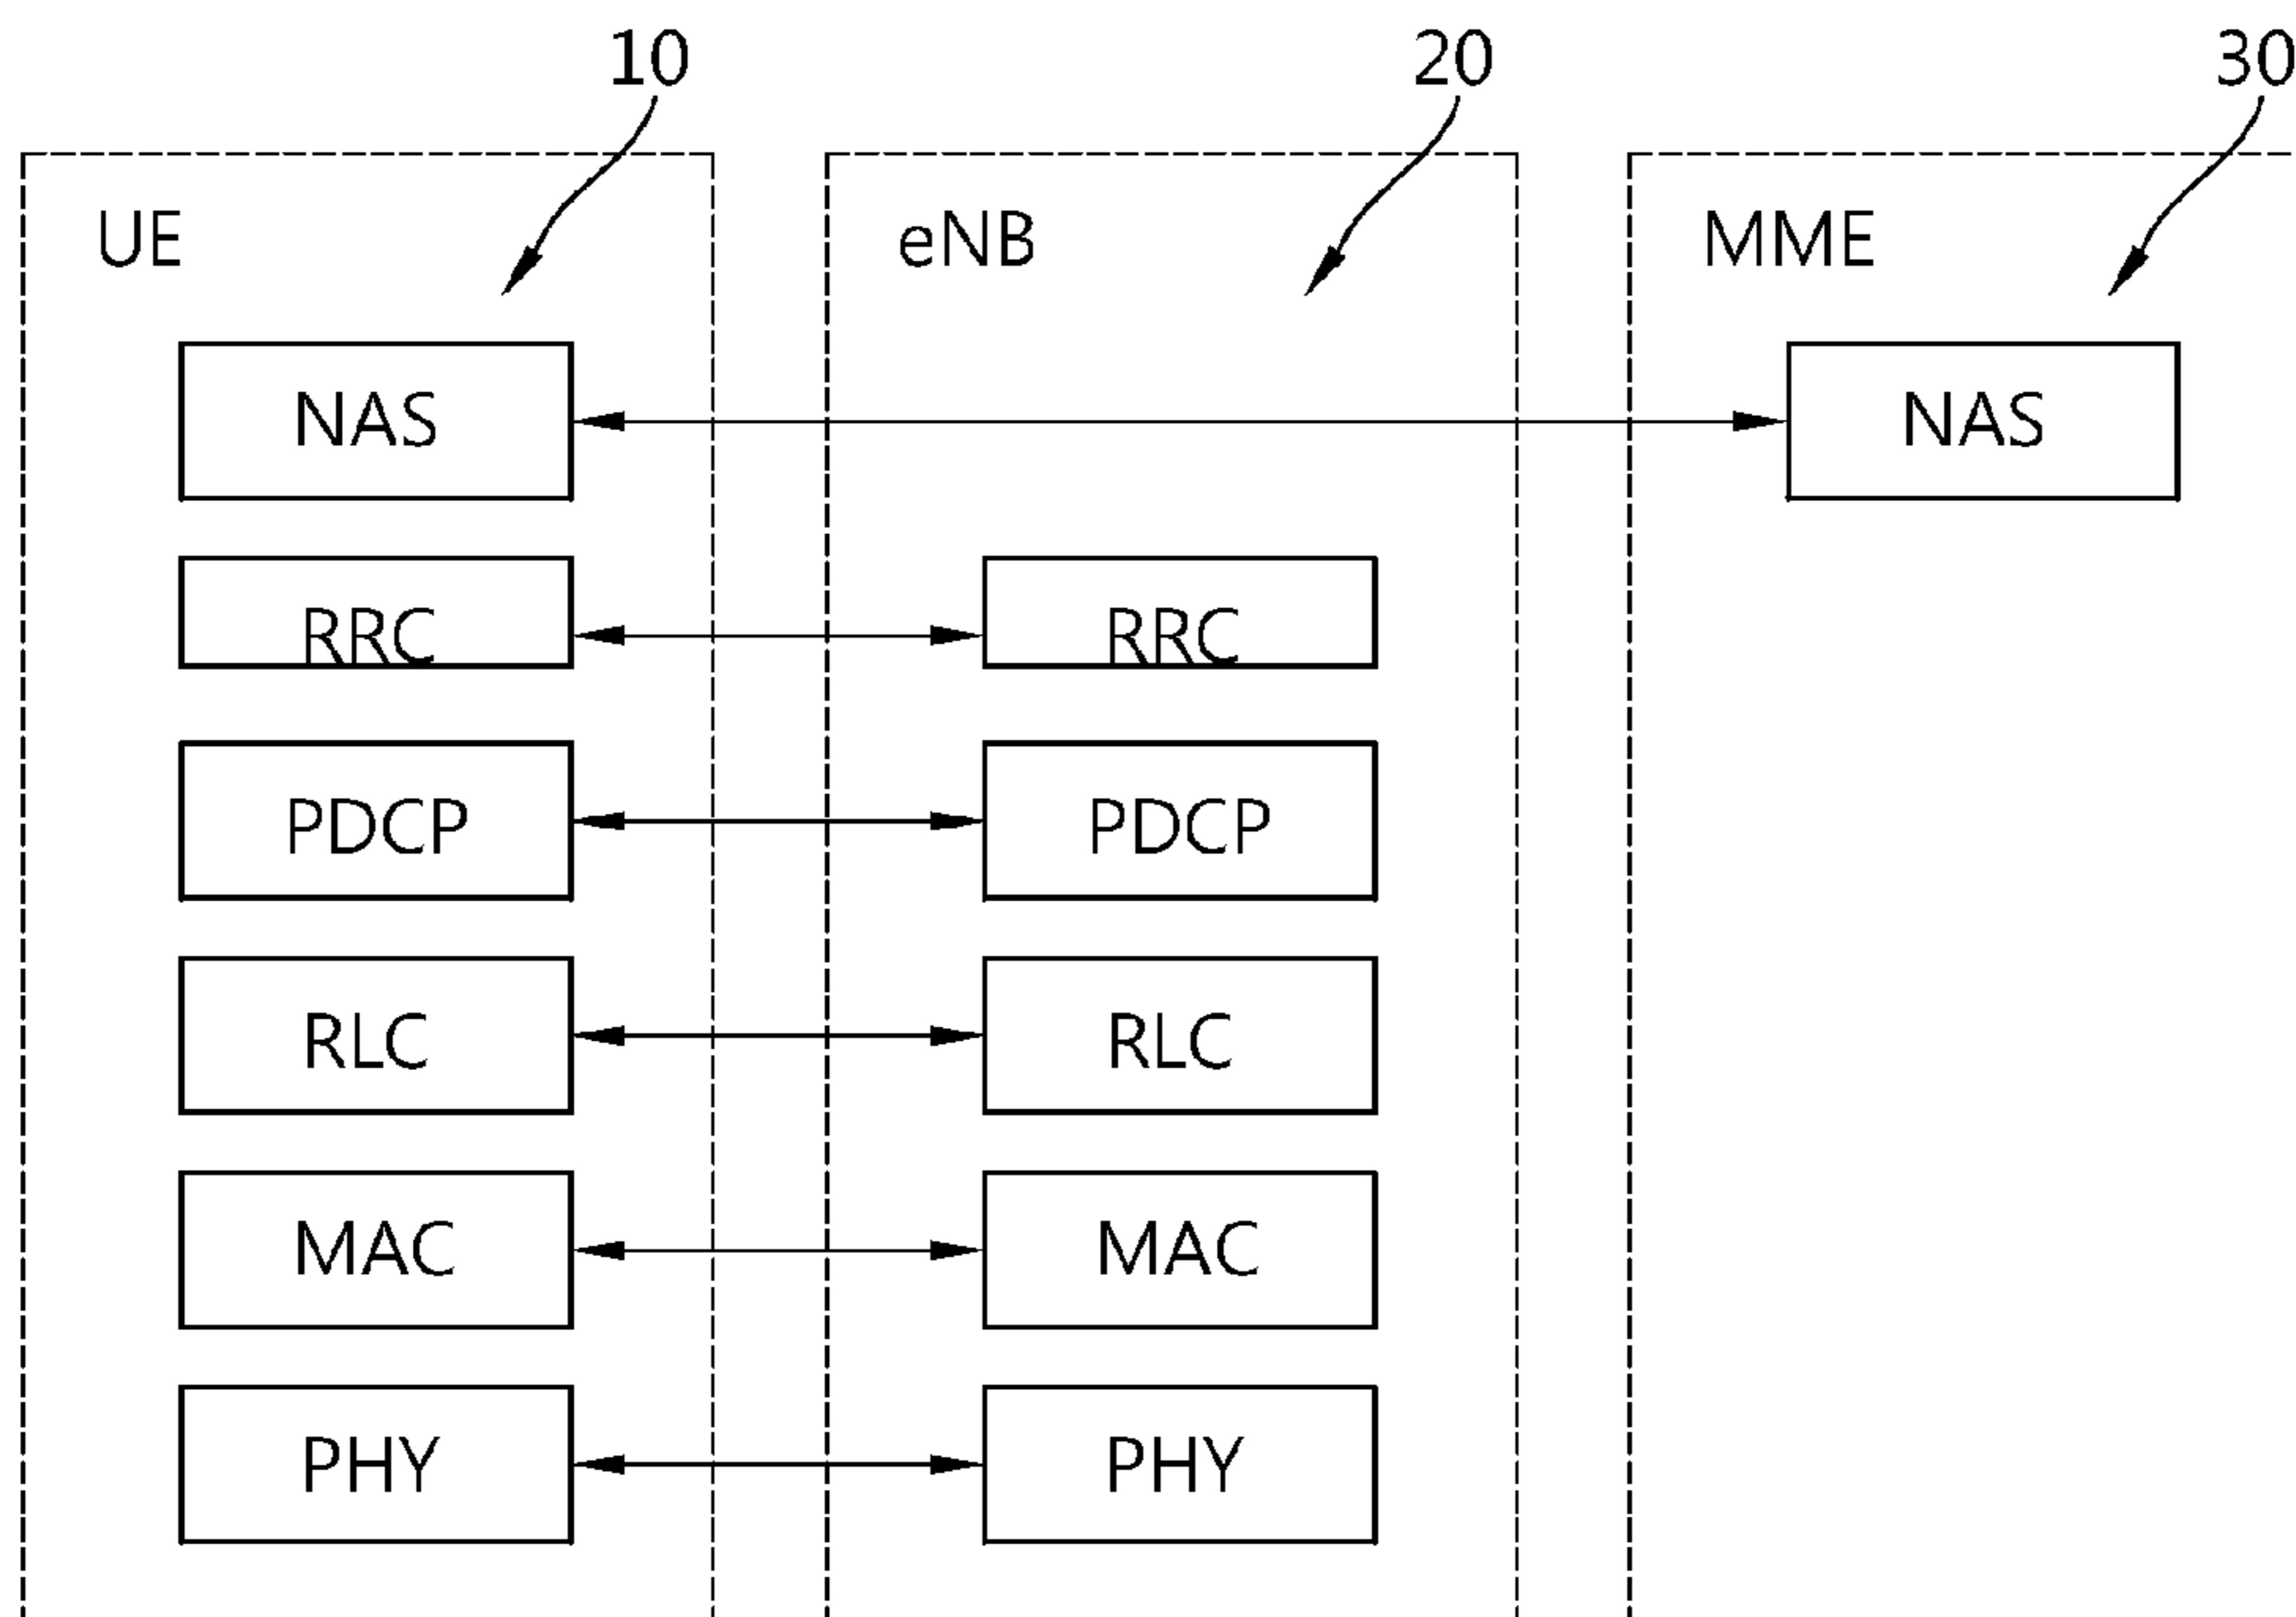 10 20 30
UE eNB MME
NAS NAS
RRC RRC
PDCP PDCP
RLC RLC
MAC MAC
PHY PHY